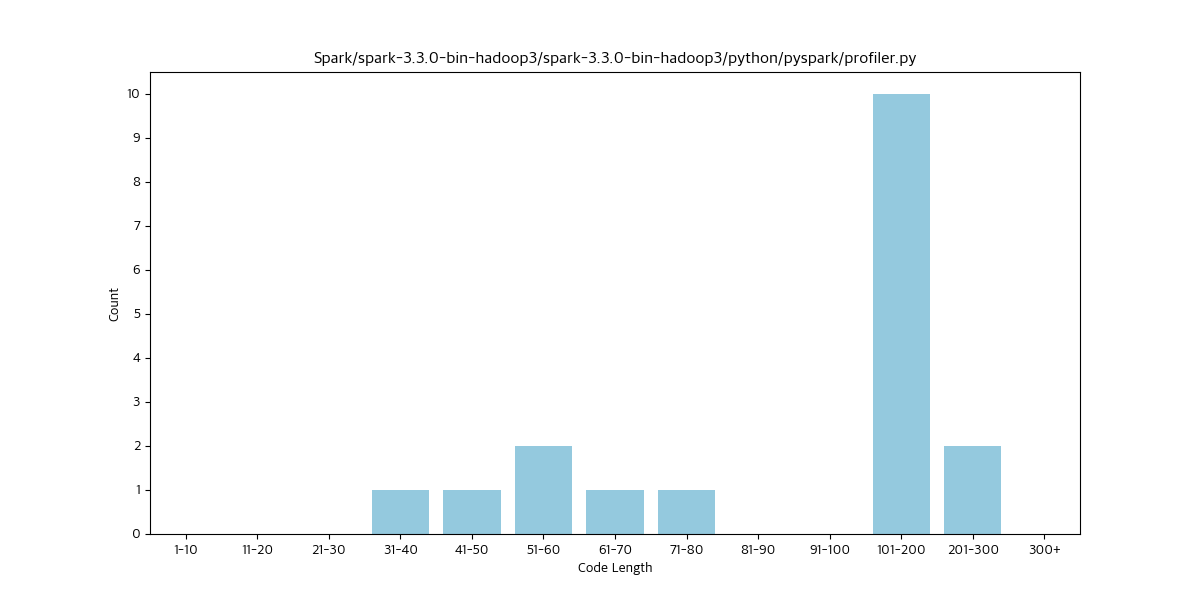 Spark/spark-3.3.0-bin-hadoop3/spark-3.3.0-bin-hadoop3/python/pyspark/profiler.py
10
9
8
7
6
5
4
3
2
1
0
Count
1-10 11-20 21-30 31-40 41-50 51-60 61-70 71-80 81-90 91-100 101-200 201-300 300+
Code Length